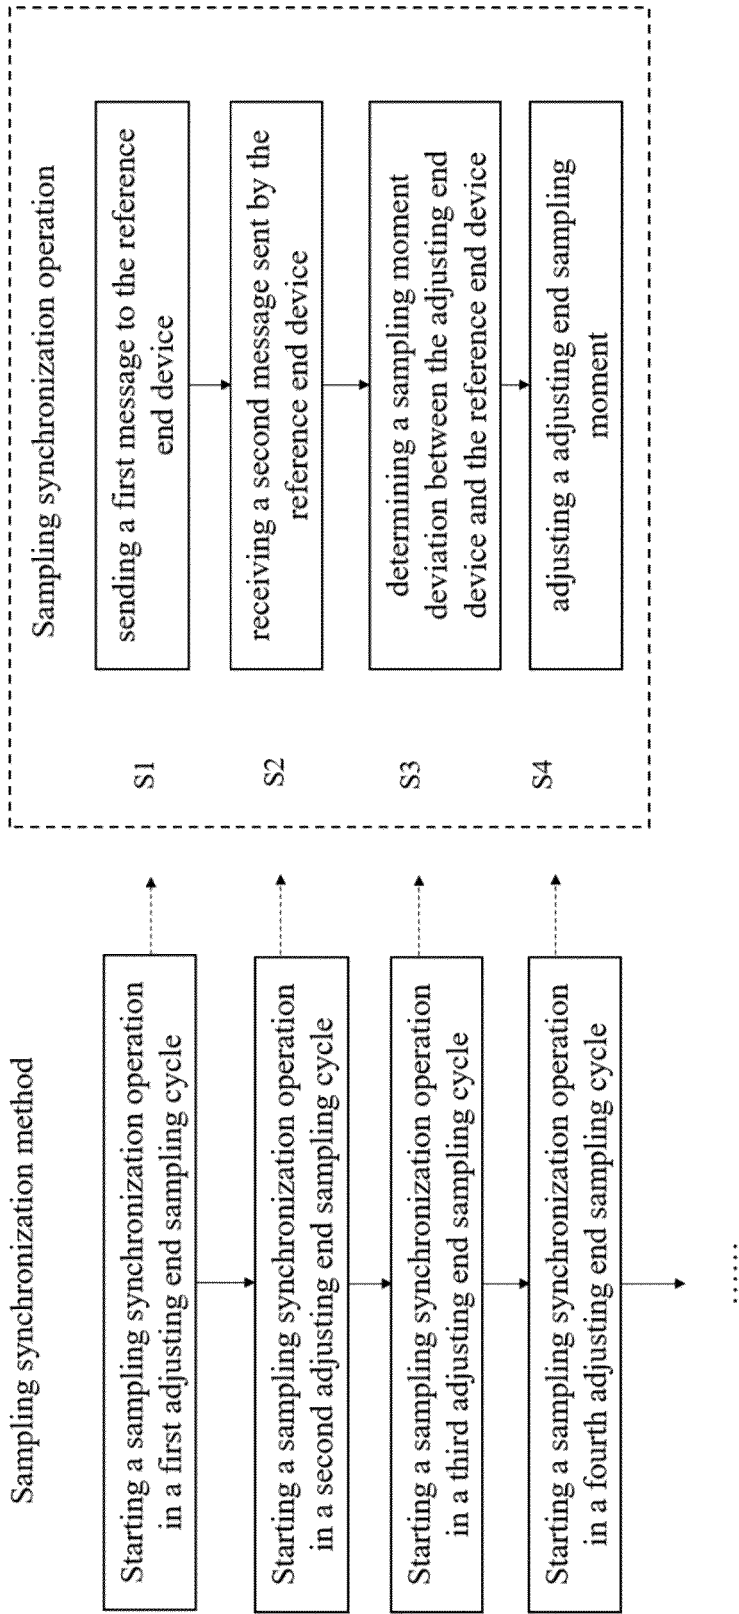 Sampling synchronization method
Starting a sampling synchronization operation
in a first adjusting end sampling cycle
Starting a sampling synchronization operation
in a second adjusting end sampling cycle
Starting a sampling synchronization operation
in a third adjusting end sampling cycle
Starting a sampling synchronization operation
in a fourth adjusting end sampling cycle
......
Sampling synchronization operation
S1
sending a first message to the reference
end device
S2
receiving a second message sent by the
reference end device
S3
determining a sampling moment
deviation between the adjusting end
device and the reference end device
S4
adjusting a adjusting end sampling
moment